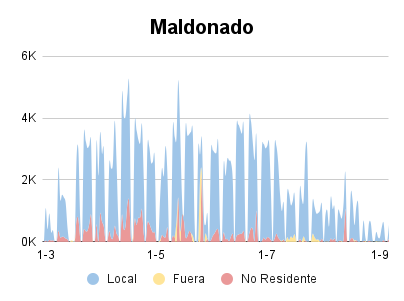 Maldonado
6K
4K
2K
0K
1-3 1-5 1-7 1-9
Local Fuera No Residente